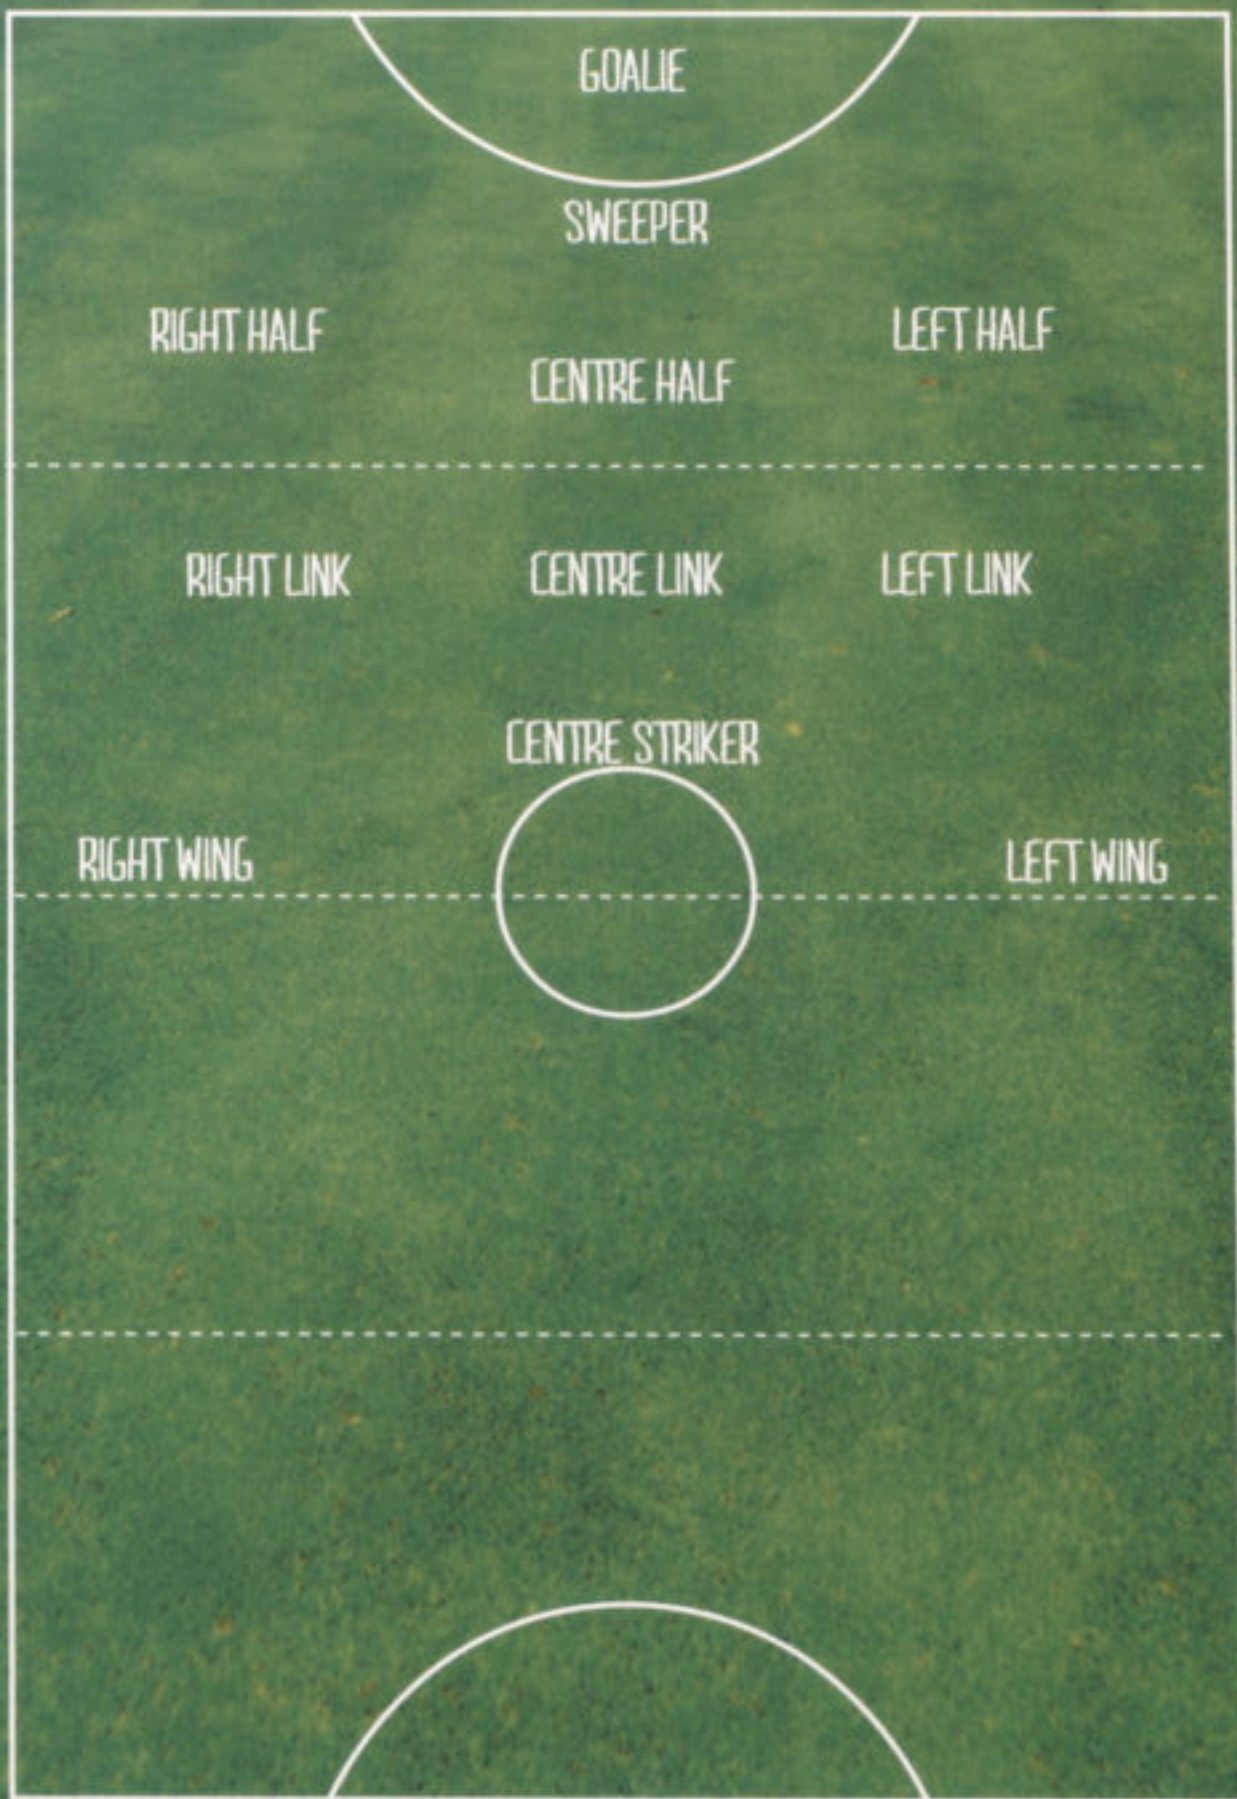 GOALIE
SWEEPER
RIGHT HALF
LEFT HALF
CENTRE HALF
RIGHT LINK CENTRE LINK LEFT LINK
CENTRE STRIKER
RIGHT WING
LEFT WING